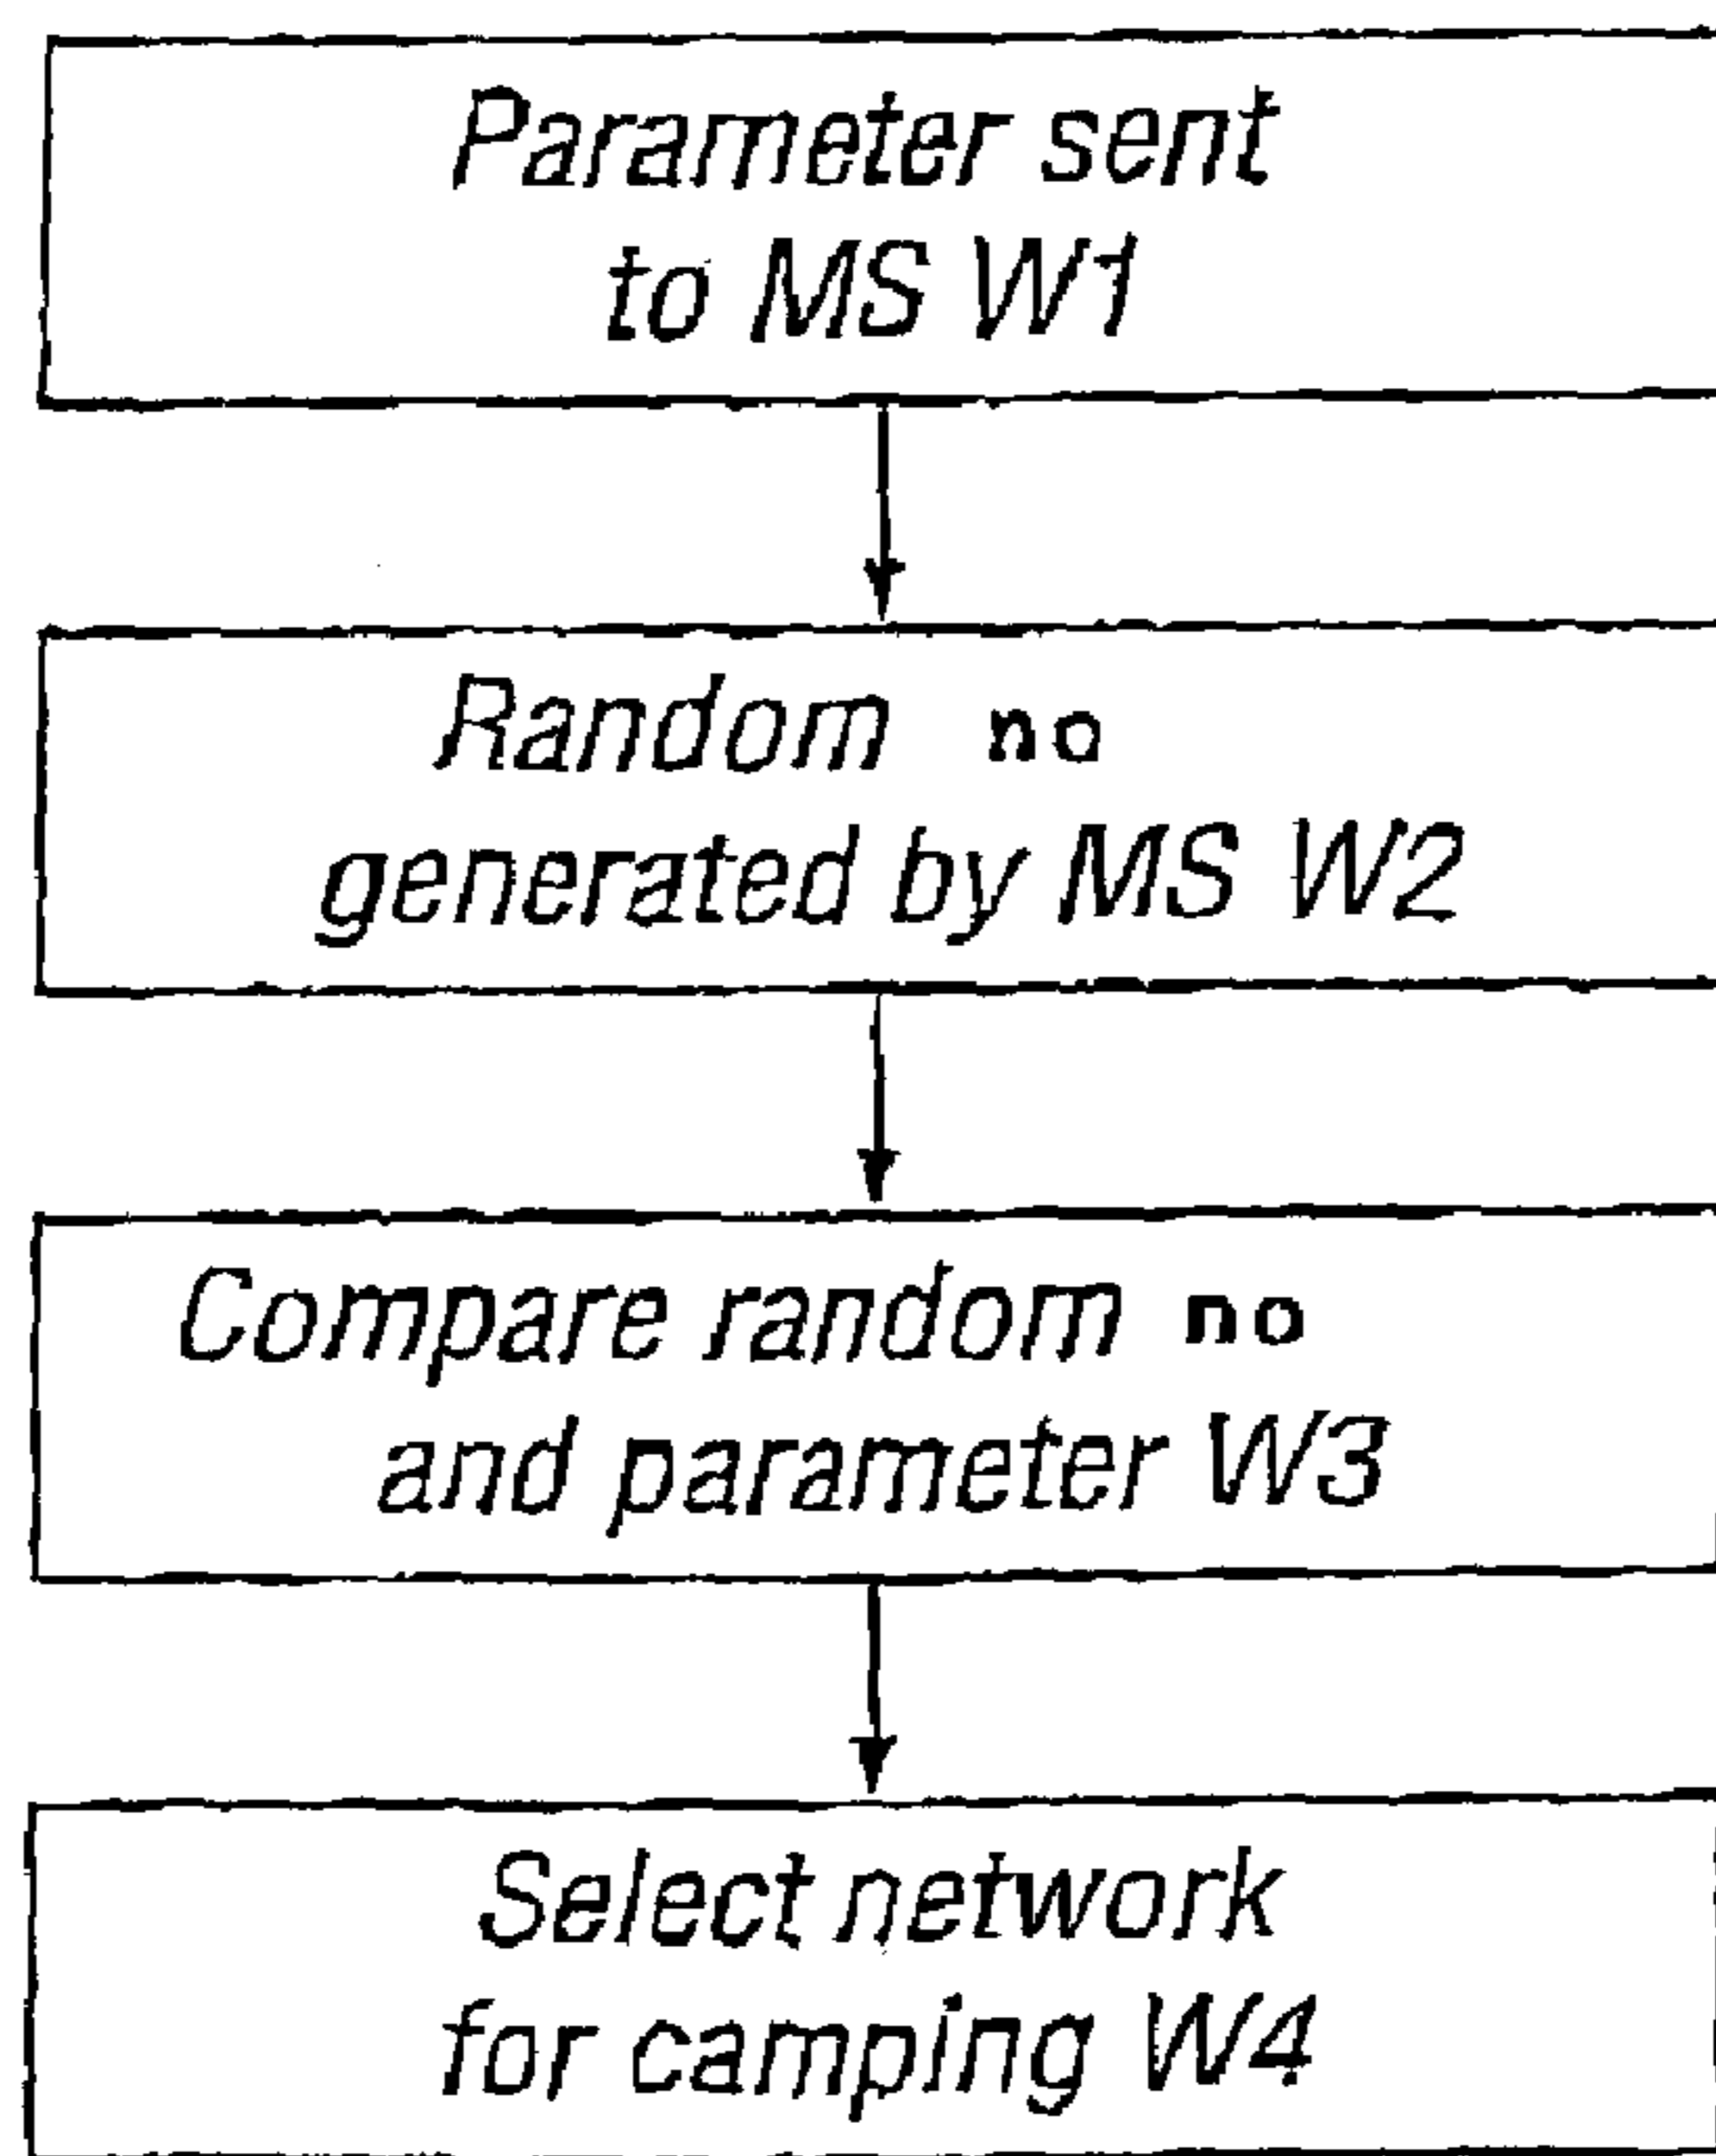 Parameter sent
to MS W1
Random no
generated by MS W2
Compare random no
and parameter W3
Select network
for camping W4